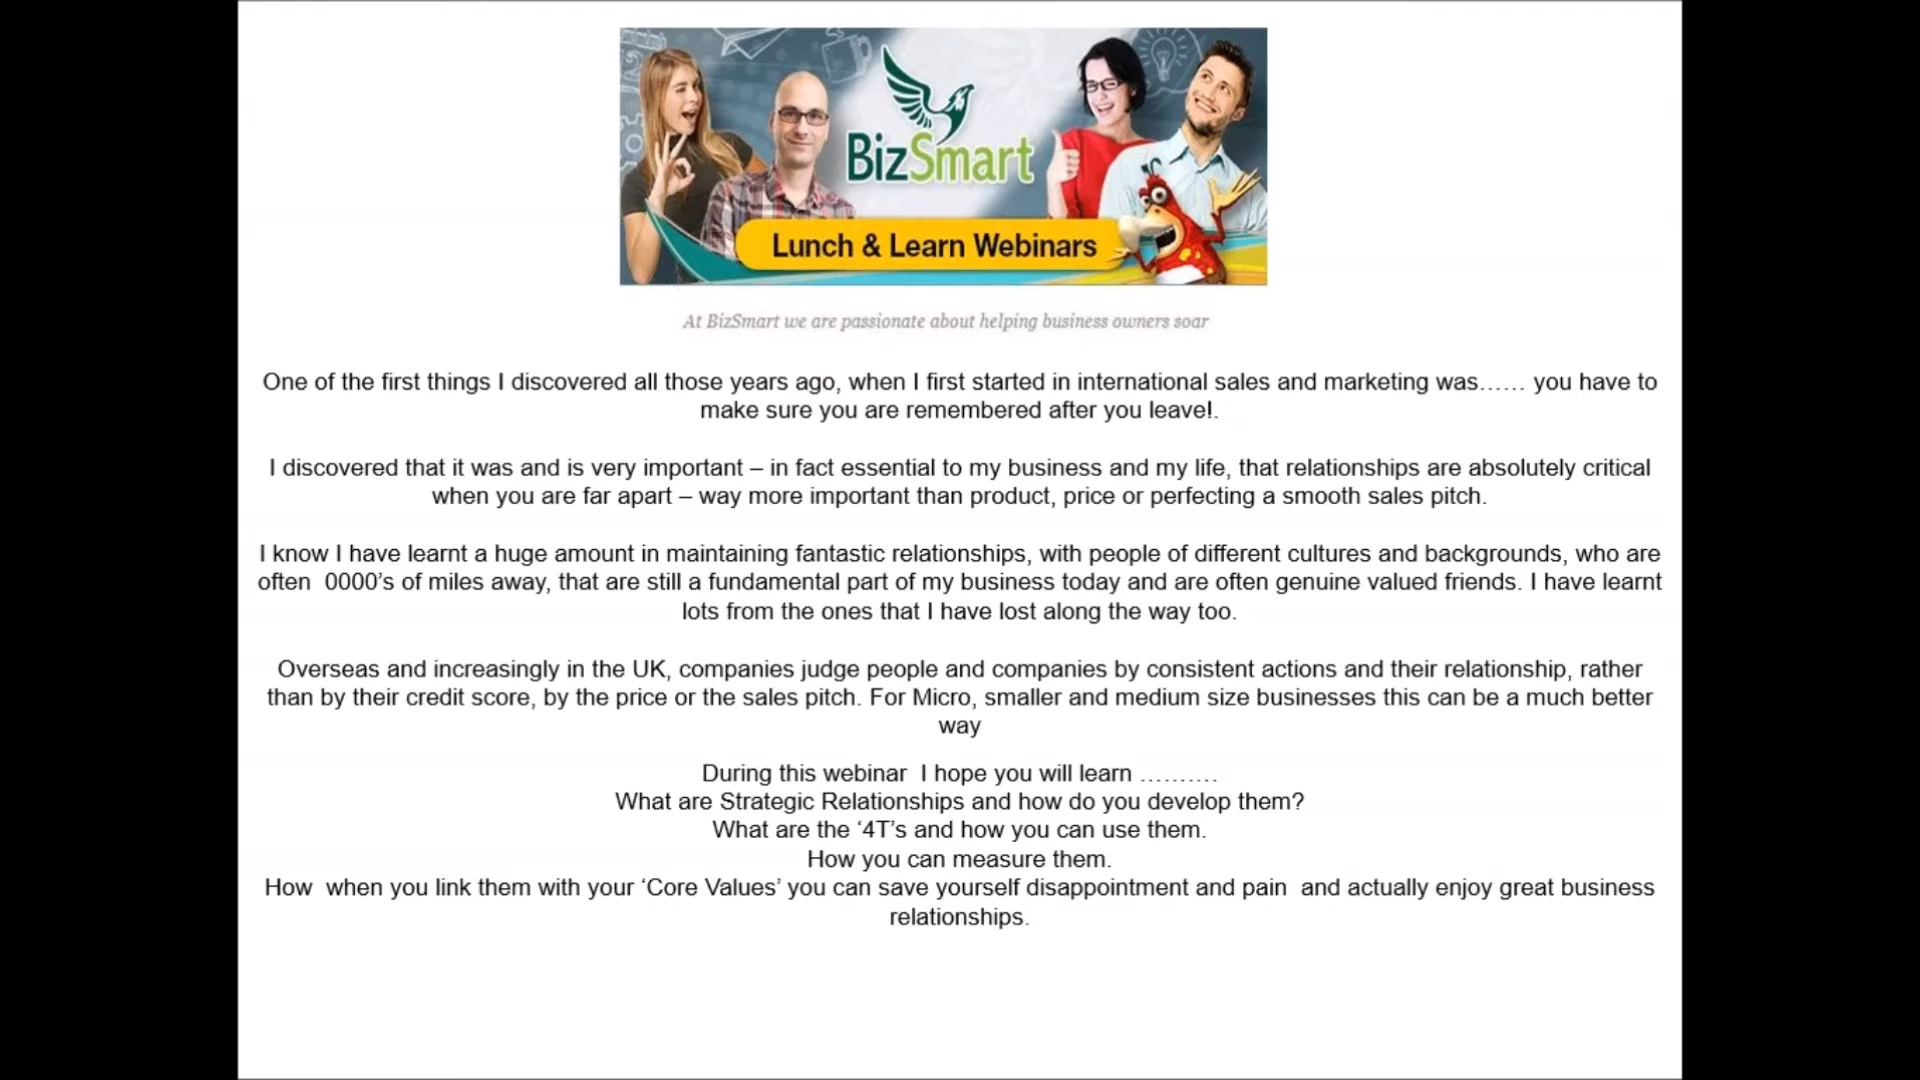 BizSmart
Lunch & Learn Webinars
At BizSmart we are passionate about helping business owners soar
One of the first things I discovered all those years ago, when I first started in international sales and marketing was…… you have to
make sure you are remembered after you leave!.
I discovered that it was and is very important – in fact essential to my business and my life, that relationships are absolutely critical
when you are far apart – way more important than product, price or perfecting a smooth sales pitch.
I know I have learnt a huge amount in maintaining fantastic relationships, with people of different cultures and backgrounds, who are
often  0000’s of miles away, that are still a fundamental part of my business today and are often genuine valued friends. I have learnt
lots from the ones that I have lost along the way too.
Overseas and increasingly in the UK, companies judge people and companies by consistent actions and their relationship, rather
than by their credit score, by the price or the sales pitch. For Micro, smaller and medium size businesses this can be a much better
way
During this webinar  I hope you will learn ……….
What are Strategic Relationships and how do you develop them?
What are the ‘4T’s and how you can use them.
How you can measure them.
How  when you link them with your ‘Core Values’ you can save yourself disappointment and pain  and actually enjoy great business
relationships.